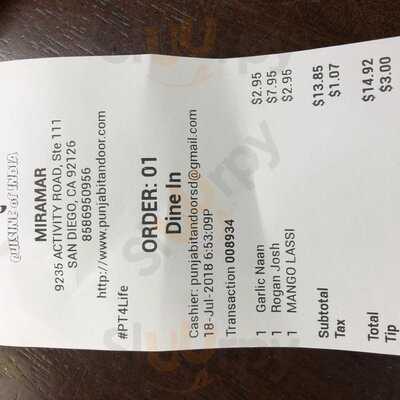 CUISINE of INDIA
MIRAMAR
9235 ACTIVITY ROAD, Ste 111
SAN DIEGO, CA 92126
8586950956
http://www.punjabitandoor.com
#PT4Life
ORDER: 01
Dine In
Cashier: punjabitandoorsd@gmail.com
18-Jul-2018 6:53:09P
Transaction 008934
1 Garlic Naan $2.95
1 Rogan Josh $7.95
1 MANGO LASSI $2.95
Subtotal $13.85
Tax $1.07
Total $14.92
Tip $3.00